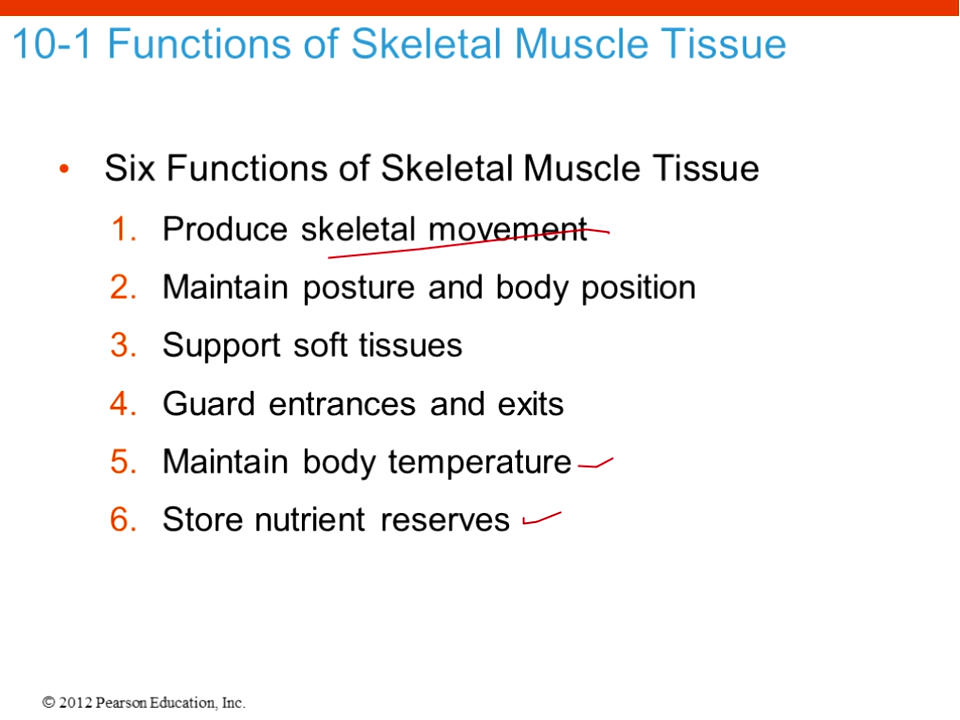 10-1 Functions of Skeletal Muscle Tissue
• Six Functions of Skeletal Muscle Tissue
1. Produce skeletal movement
2. Maintain posture and body position
3. Support soft tissues
4. Guard entrances and exits
5. Maintain body temperature
6. Store nutrient reserves
© 2012 Pearson Education, Inc.